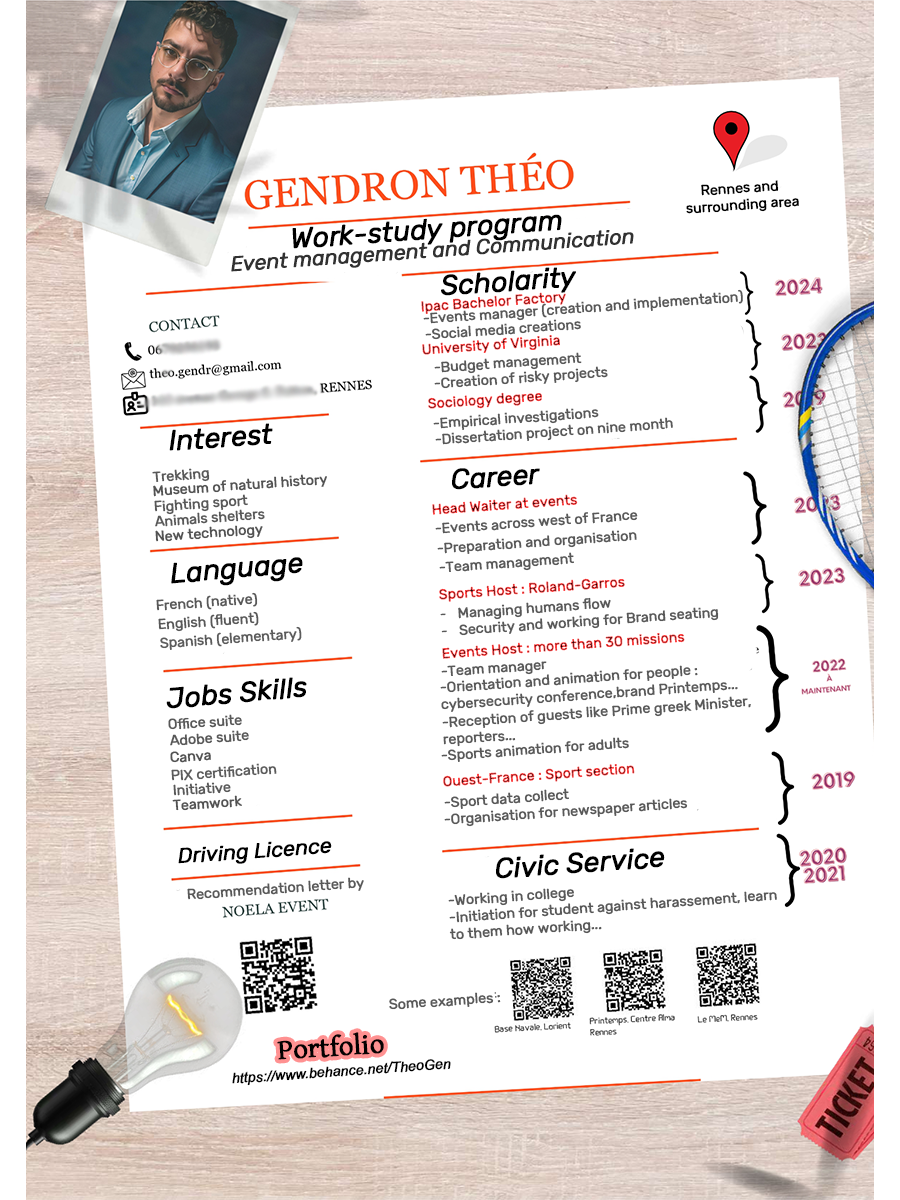 GENDRON THÉO
Rennes and
surrounding area
Work-study program
Event management and Communication
CONTACT
06
theo.gendr@gmail.com
, RENNES
Interest
Trekking
Museum of natural history
Fighting sport
Animals shelters
New technology
Language
French (native)
English (fluent)
Spanish (elementary)
Jobs Skills
Office suite
Adobe suite
Canva
PIX certification
Initiative
Teamwork
Driving Licence
Recommendation letter by
NOELA EVENT
Scholarity
Ipac Bachelor Factory
-Events manager (creation and implementation)
-Social media creations
2024
University of Virginia
-Budget management
-Creation of risky projects
2023
Sociology degree
-Empirical investigations
-Dissertation project on nine month
Career
Head Waiter at events
-Events across west of France
-Preparation and organisation
-Team management
2023
Sports Host : Roland-Garros
- Managing humans flow
- Security and working for Brand seating
2023
Events Host : more than 30 missions
-Team manager
-Orientation and animation for people :
cybersecurity conference,brand Printemps...
-Reception of guests like Prime greek Minister,
reporters...
-Sports animation for adults
2022
À
MAINTENANT
Ouest-France : Sport section
-Sport data collect
-Organisation for newspaper articles
2019
Civic Service
-Working in college
-Initiation for student against harassement, learn
to them how working...
2020
2021
Some examples :
Base Navale, Lorient
Printemps, Centre Alma
Rennes
Le MeM, Rennes
Portfolio
https://www.behance.net/TheoGen
TICKET